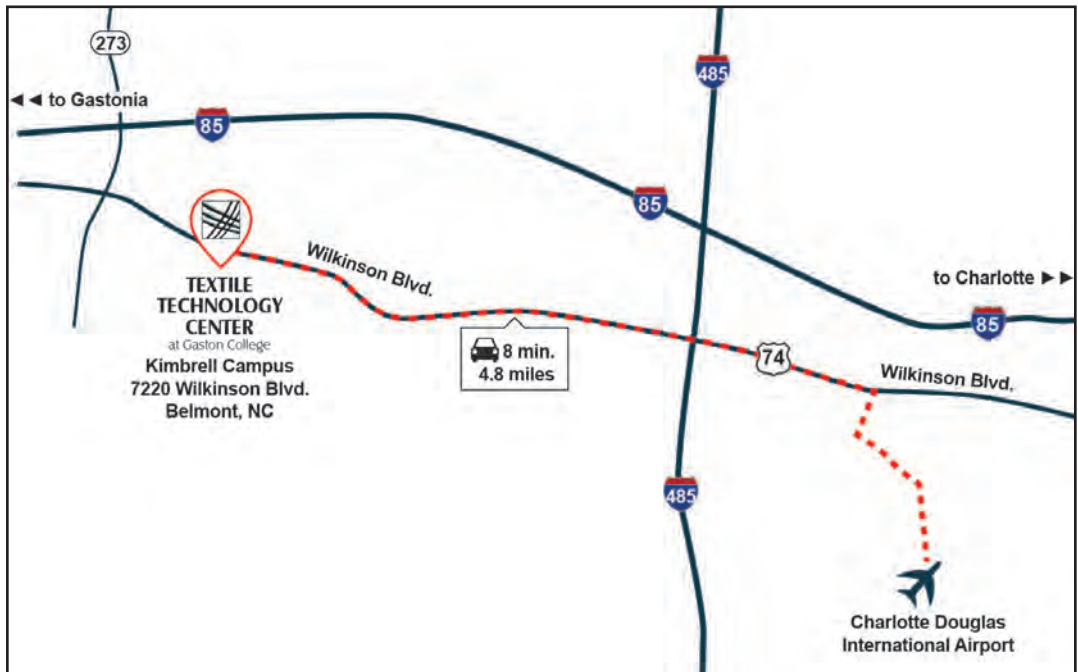 273
485
◄◄ to Gastonia
85
85
Wilkinson Blvd.
to Charlotte ►►
TEXTILE
TECHNOLOGY
CENTER
at Gaston College
Kimbrell Campus
7220 Wilkinson Blvd.
Belmont, NC
8 min.
4.8 miles
74
85
Wilkinson Blvd.
485
Charlotte Douglas
International Airport